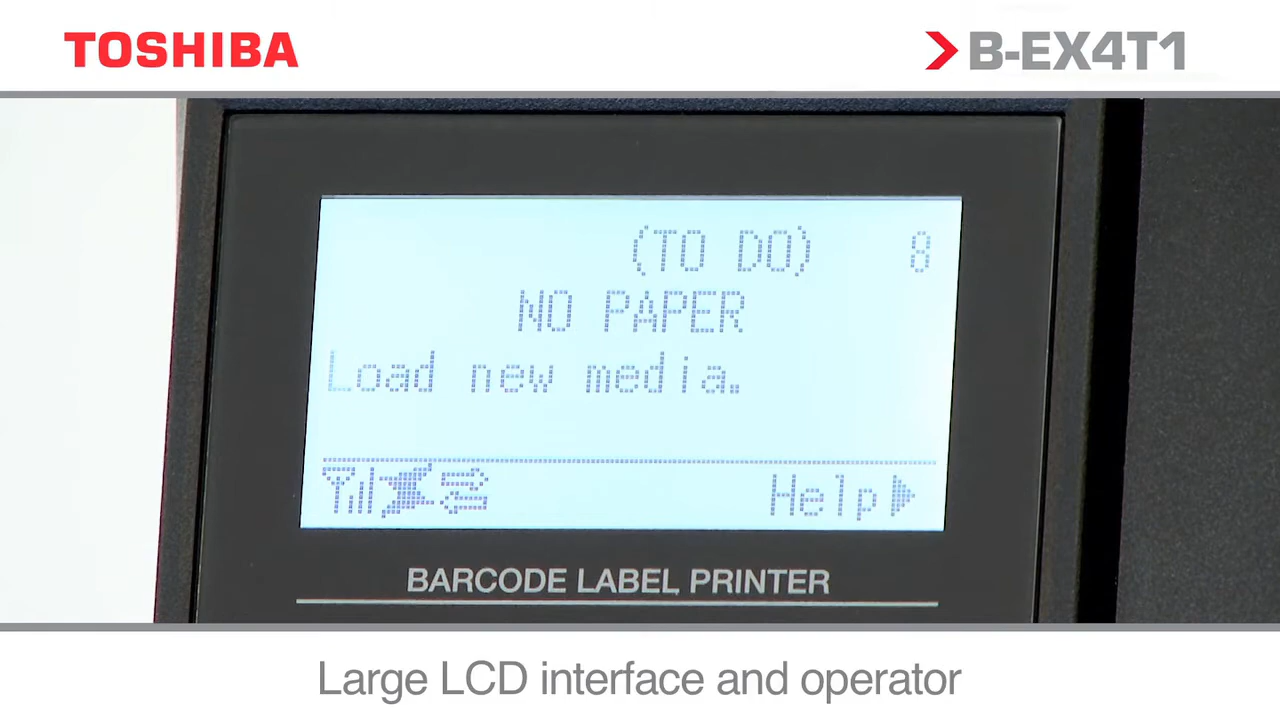 TOSHIBA
B-EX4T1
(TO DO) 8
NO PAPER
Load new media.
Help
BARCODE LABEL PRINTER
Large LCD interface and operator